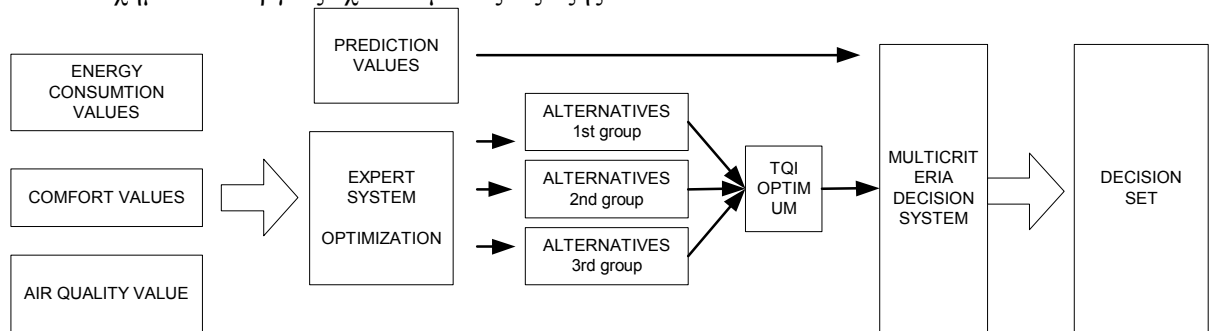 PREDICTION
VALUES
ENERGY
CONSUMTION
VALUES
COMFORT VALUES
AIR QUALITY VALUE
EXPERT
SYSTEM
OPTIMIZATION
ALTERNATIVES
1st group
ALTERNATIVES
2nd group
ALTERNATIVES
3rd group
TQI
OPTIM
UM
MULTICRIT
ERIA
DECISION
SYSTEM
DECISION
SET